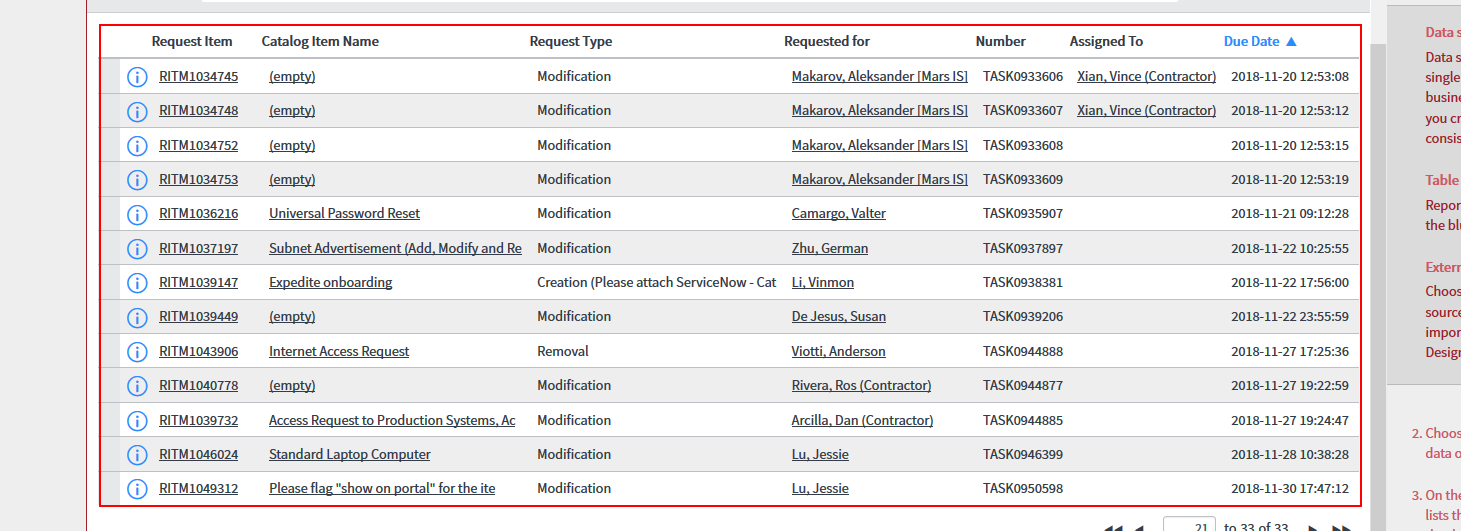 Request Item Catalog Item Name Request Type Requested for Number Assigned To Due Date
RITM1034745 (empty) Modification Makarov, Aleksander [Mars IS] TASK0933606 Xian, Vince (Contractor) 2018-11-20 12:53:08
RITM1034748 (empty) Modification Makarov, Aleksander [Mars IS] TASK0933607 Xian, Vince (Contractor) 2018-11-20 12:53:12
RITM1034752 (empty) Modification Makarov, Aleksander [Mars IS] TASK0933608 2018-11-20 12:53:15
RITM1034753 (empty) Modification Makarov, Aleksander [Mars IS] TASK0933609 2018-11-20 12:53:19
RITM1036216 Universal Password Reset Modification Camargo, Valter TASK0935907 2018-11-21 09:12:28
RITM1037197 Subnet Advertisement (Add, Modify and Re Modification Zhu, German TASK0937897 2018-11-22 10:25:55
RITM1039147 Expedite onboarding Creation (Please attach ServiceNow - Cat Li, Vinmon TASK0938381 2018-11-22 17:56:00
RITM1039449 (empty) Modification De Jesus, Susan TASK0939206 2018-11-22 23:55:59
RITM1043906 Internet Access Request Removal Viotti, Anderson TASK0944888 2018-11-27 17:25:36
RITM1040778 (empty) Modification Rivera, Ros (Contractor) TASK0944877 2018-11-27 19:22:59
RITM1039732 Access Request to Production Systems, Ac Modification Arcilla, Dan (Contractor) TASK0944885 2018-11-27 19:24:47
RITM1046024 Standard Laptop Computer Modification Lu, Jessie TASK0946399 2018-11-28 10:38:28
RITM1049312 Please flag "show on portal" for the ite Modification Lu, Jessie TASK0950598 2018-11-30 17:47:12
21 to 33 of 33
Data s
Data s
single
busine
you cr
consis
Table
Repor
the blu
Extern
Choos
source
impor
Design
2. Choos
data o
3. On the
lists th